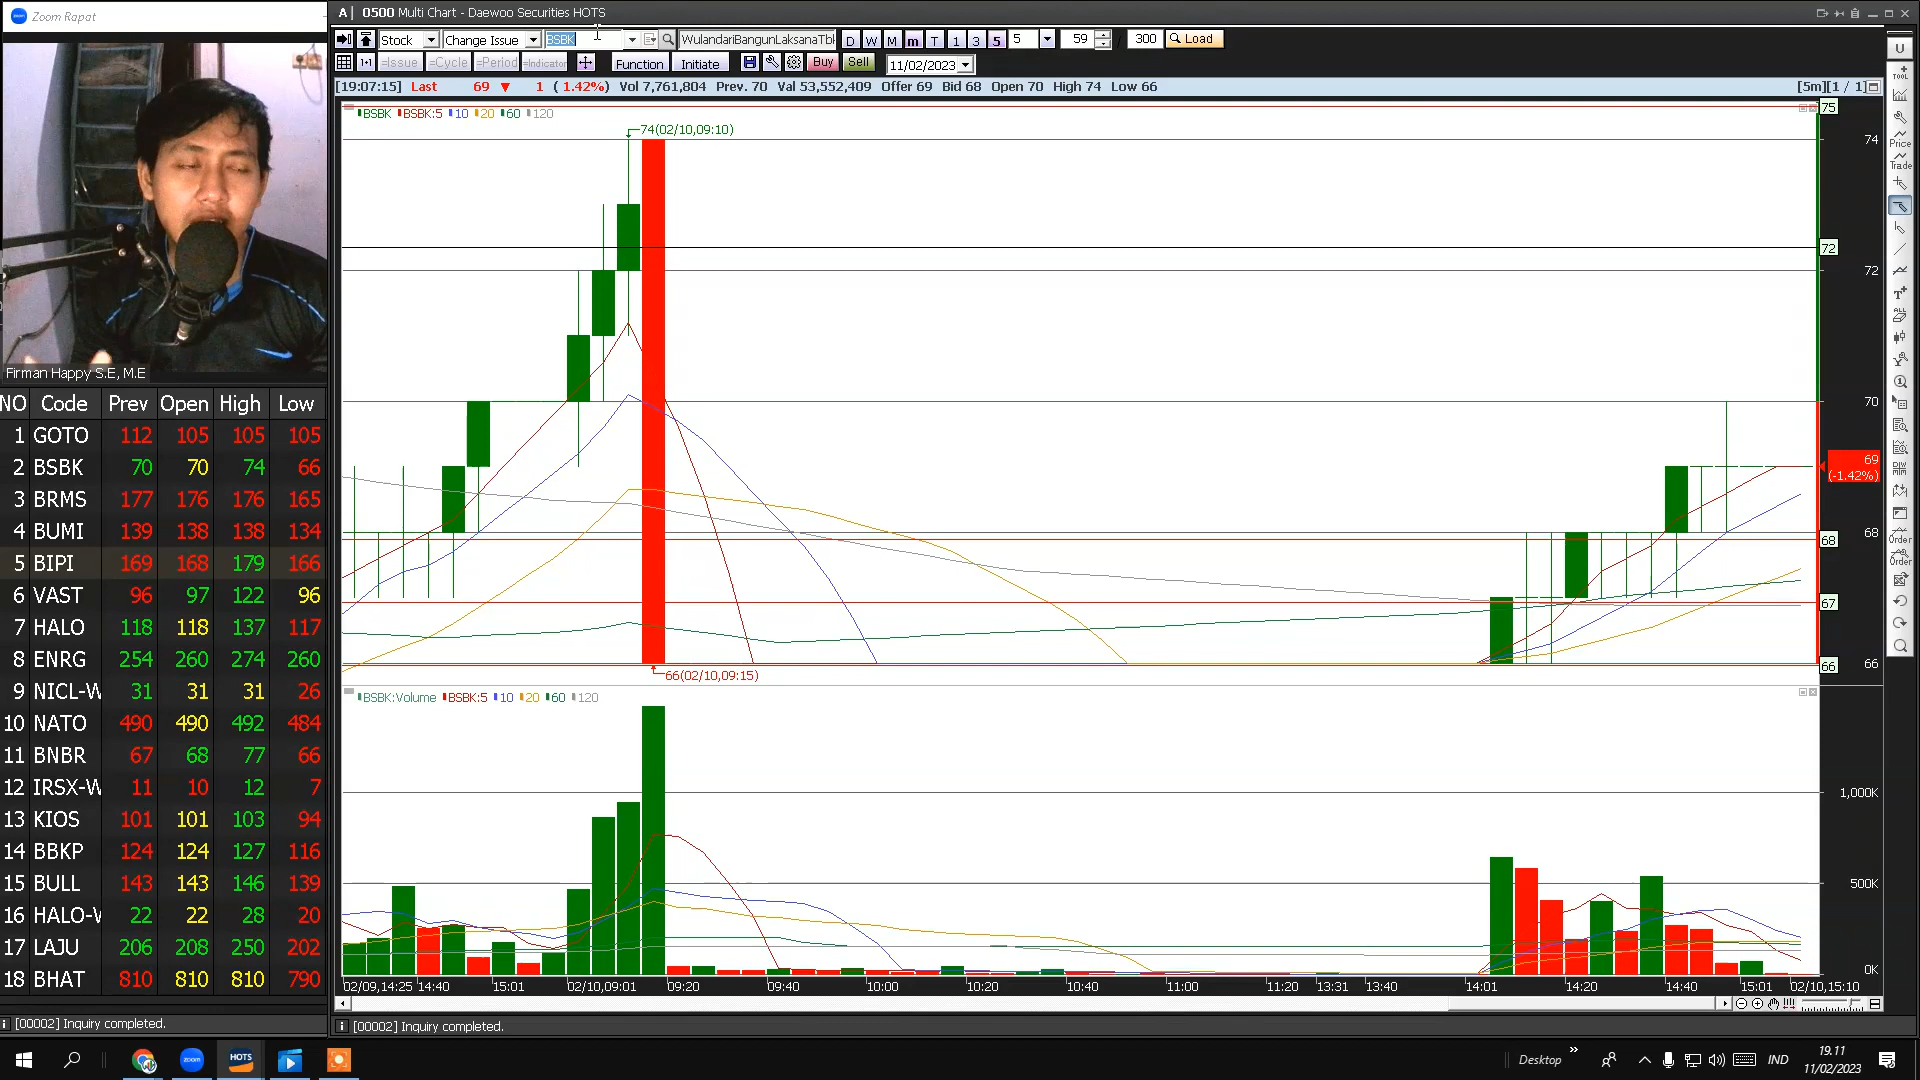 Zoom Rapat
Firman Happy S.E, M.E
A | 0500 Multi Chart - Daewoo Securities HOTS
Stock Change Issue BSBK WulandariBangunLaksanaTbk D W M m T 1 3 5 5 59 300 Load
=Issue =Cycle =Period =Indicator Function Initiate Buy Sell 11/02/2023
[19:07:15] Last 69 ▼ 1 ( 1.42%) Vol 7,761,804 Prev. 70 Val 53,552,409 Offer 69 Bid 68 Open 70 High 74 Low 66 [5m][1 / 1]
BSBK BSBK:5 10 20 60 120
74(02/10,09:10)
75
74
72
72
70
69
(-1.42%)
68
68
67
66
66
66(02/10,09:15)
BSBK:Volume BSBK:5 10 20 60 120
1,000K
500K
0K
02/09,14:25 14:40 15:01 02/10,09:01 09:20 09:40 10:00 10:20 10:40 11:00 11:20 13:31 13:40 14:01 14:20 14:40 15:01 02/10,15:10
[00002] Inquiry completed.
NO Code Prev Open High Low
1 GOTO 112 105 105 105
2 BSBK 70 70 74 66
3 BRMS 177 176 176 165
4 BUMI 139 138 138 134
5 BIPI 169 168 179 166
6 VAST 96 97 122 96
7 HALO 118 118 137 117
8 ENRG 254 260 274 260
9 NICL-W 31 31 31 26
10 NATO 490 490 492 484
11 BNBR 67 68 77 66
12 IRSX-W 11 10 12 7
13 KIOS 101 101 103 94
14 BBKP 124 124 127 116
15 BULL 143 143 146 139
16 HALO-W 22 22 28 20
17 LAJU 206 208 250 202
18 BHAT 810 810 810 790
[00002] Inquiry completed.
U
TOOL
Price
Trade
ALL
Order
Order
zoom HOTS Desktop » IND 19.11
11/02/2023